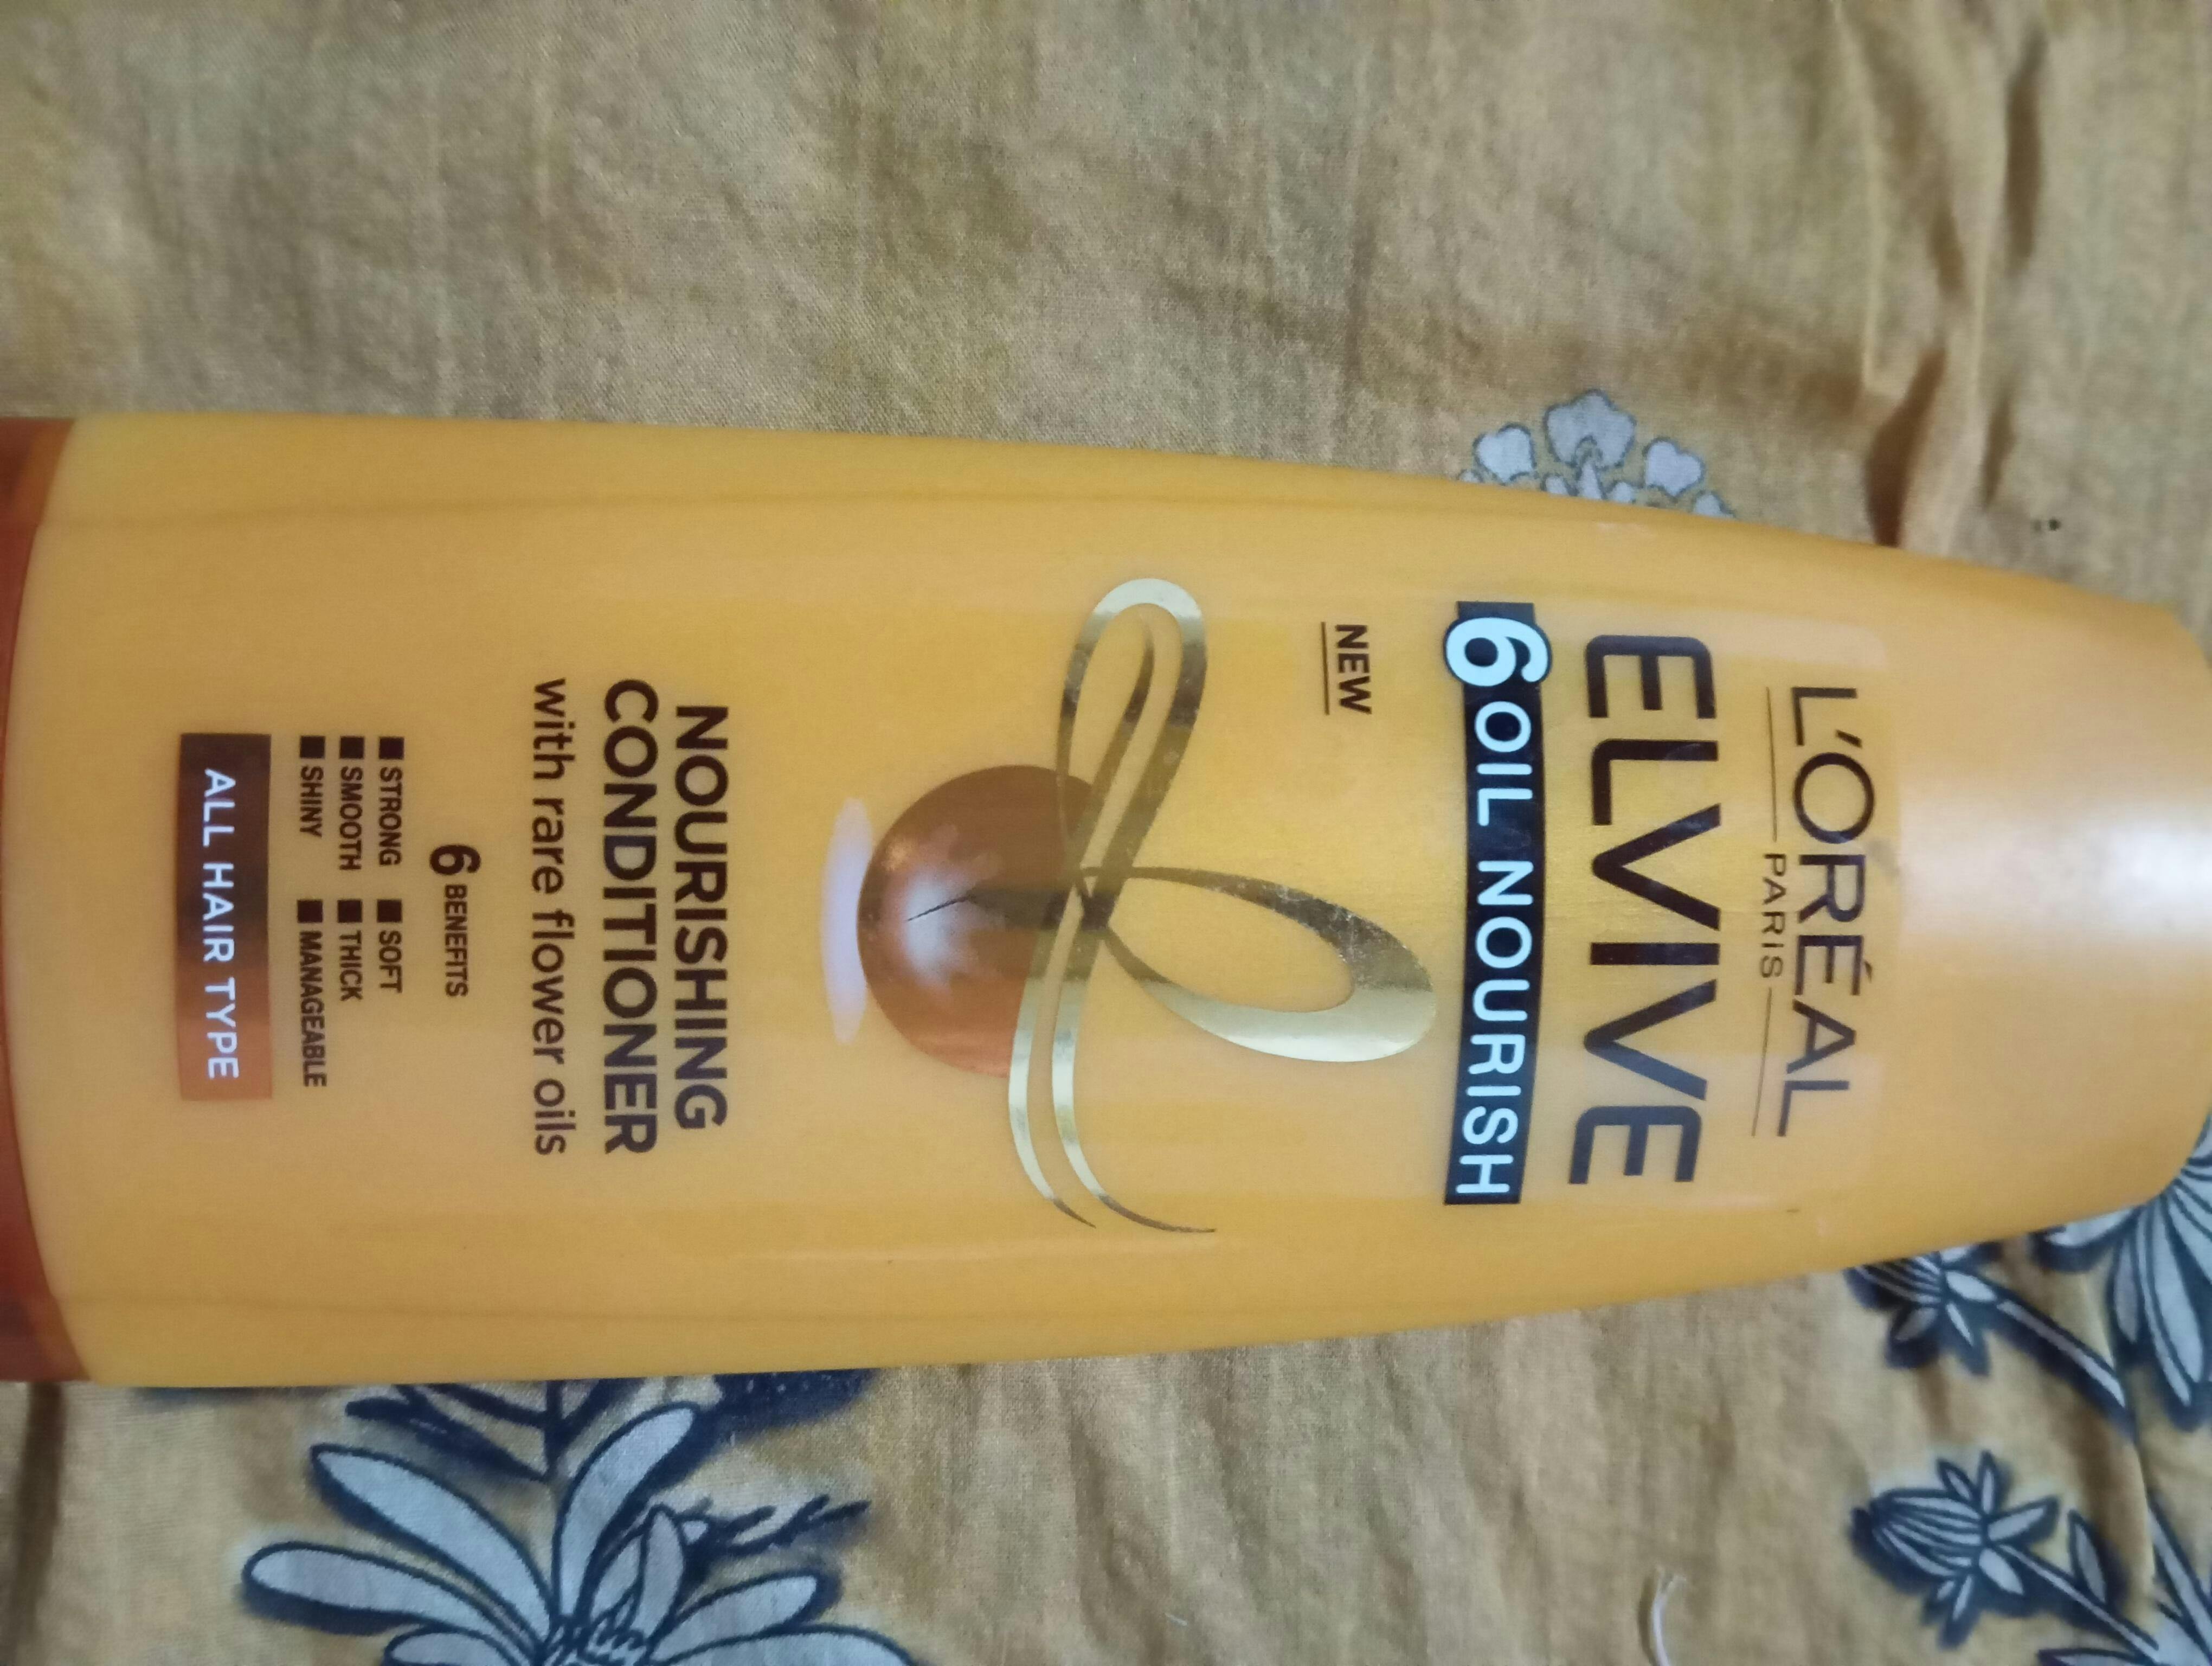 L'ORÉAL
PARIS
ELVIVE
6 OIL NOURISH
NEW
NOURISHING
CONDITIONER
with rare flower oils
6 BENEFITS
■ STRONG ■ SOFT
■ SMOOTH ■ THICK
■ SHINY ■ MANAGEABLE
ALL HAIR TYPE